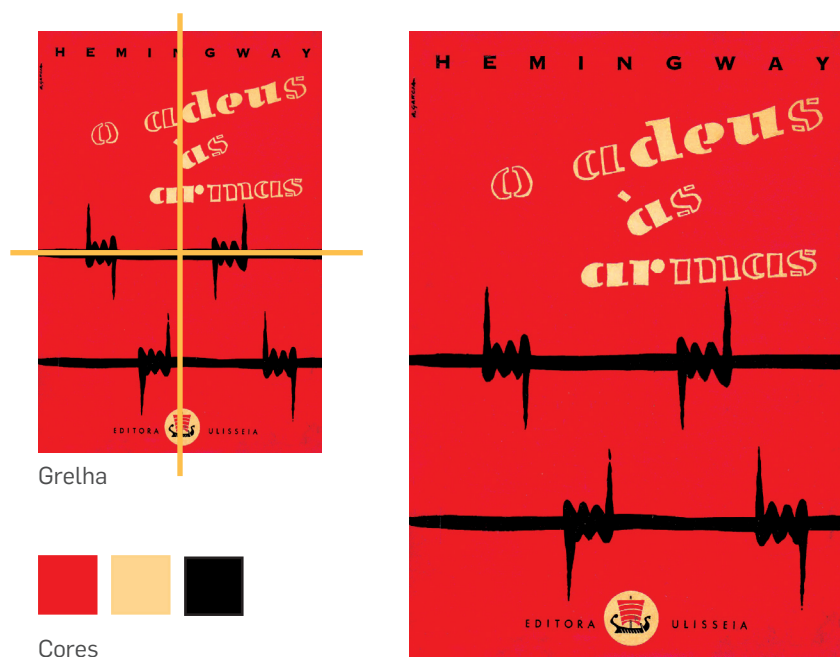 HEMINGWAY
o adeus
às
armas
EDITORA ULISSEIA
Grelha
Cores
HEMINGWAY
o adeus
às
armas
EDITORA ULISSEIA